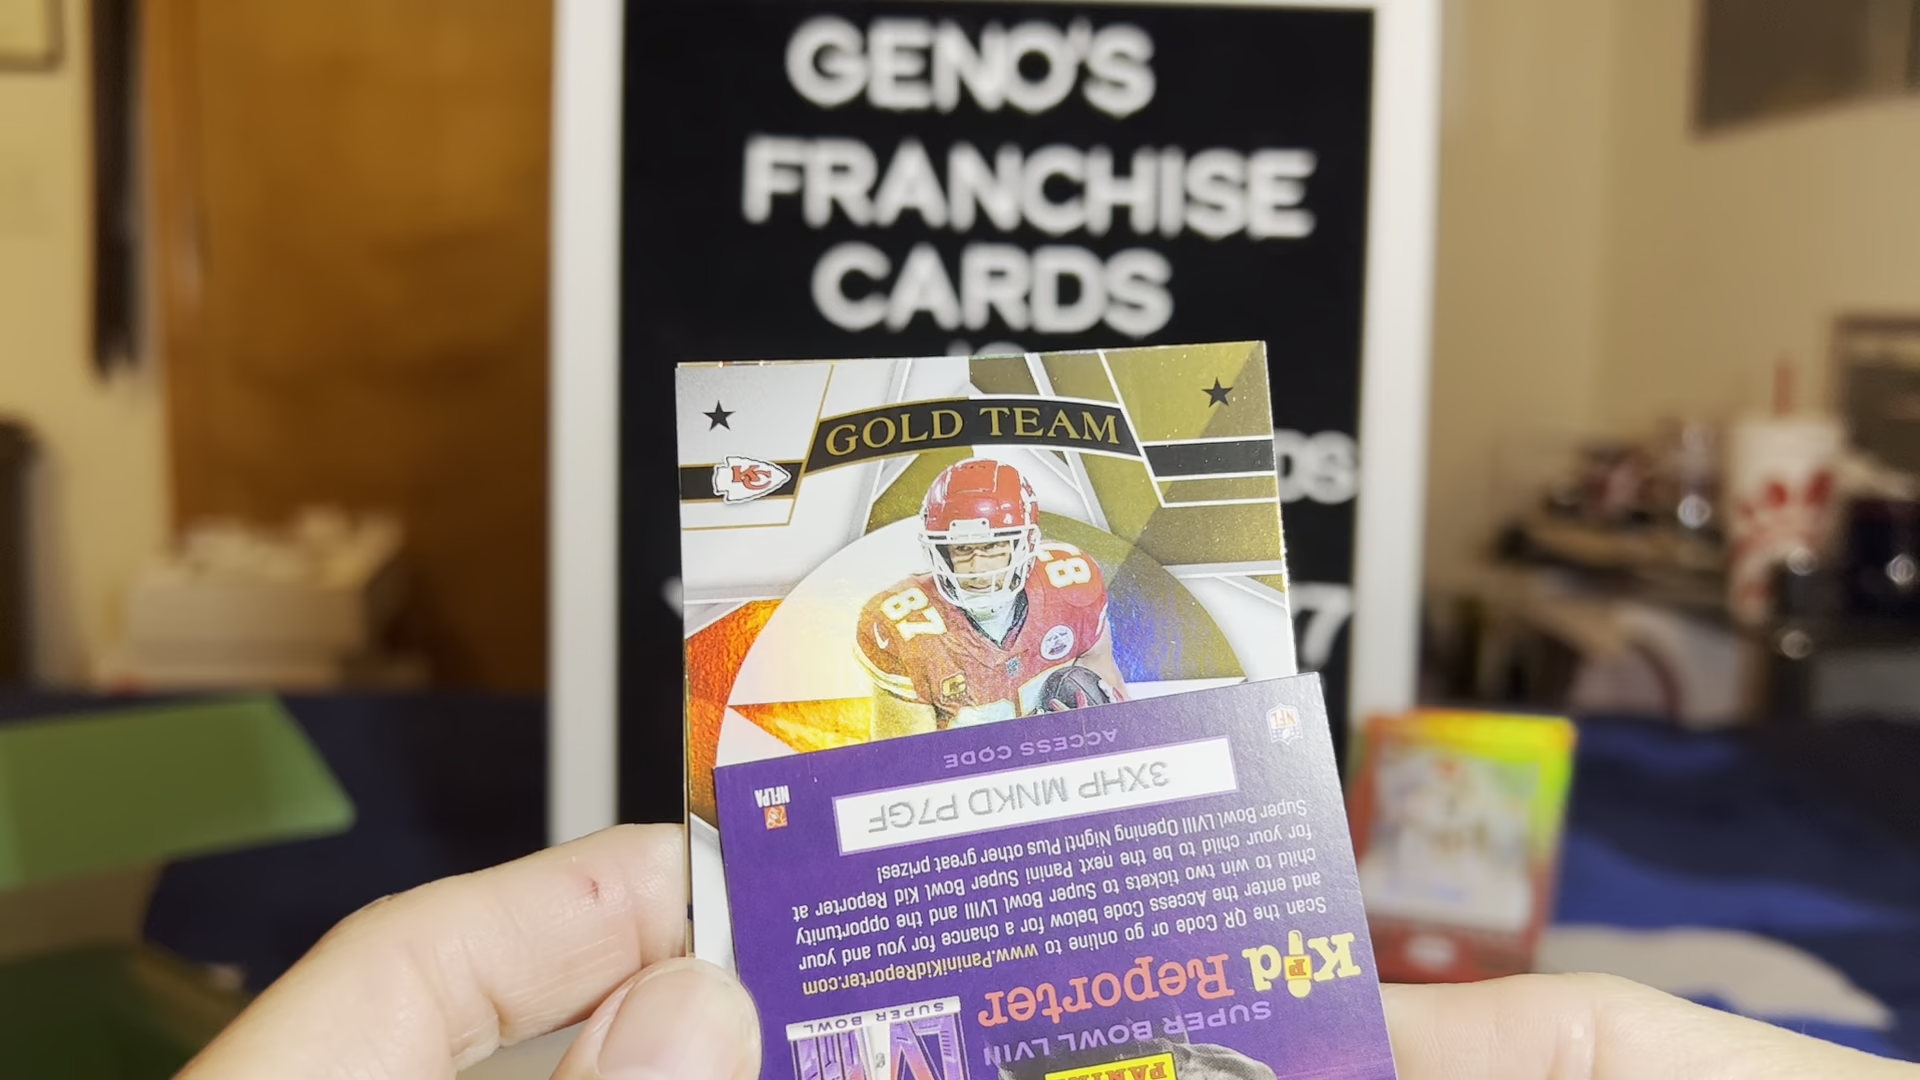 GENO'S
FRANCHISE
CARDS
DS
7
GOLD TEAM
KC
87
87
SUPER BOWL LVIII
Kid Reporter
PANINI
SUPER BOWL
Scan the QR Code or go online to www.PaniniKidReporter.com
and enter the Access Code below for a chance for you and your
child to win two tickets to Super Bowl LVIII and the opportunity
for your child to be the next Panini Super Bowl Kid Reporter at
Super Bowl LVIII Opening Night! Plus other great prizes!
3XHP MNKD P7GF
ACCESS CODE
NFL
NFLPA